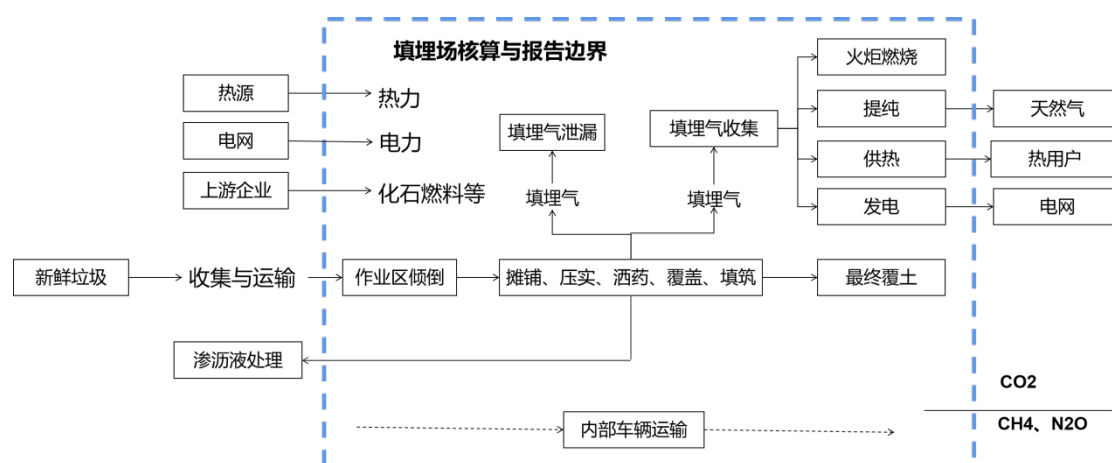 填埋场核算与报告边界
火炬燃烧
热源
热力
提纯
天然气
电网
电力
填埋气泄漏
填埋气收集
供热
热用户
上游企业
化石燃料等
填埋气
填埋气
发电
电网
新鲜垃圾
收集与运输
作业区倾倒
摊铺、压实、洒药、覆盖、填筑
最终覆土
渗沥液处理
CO2
CH4、N2O
内部车辆运输